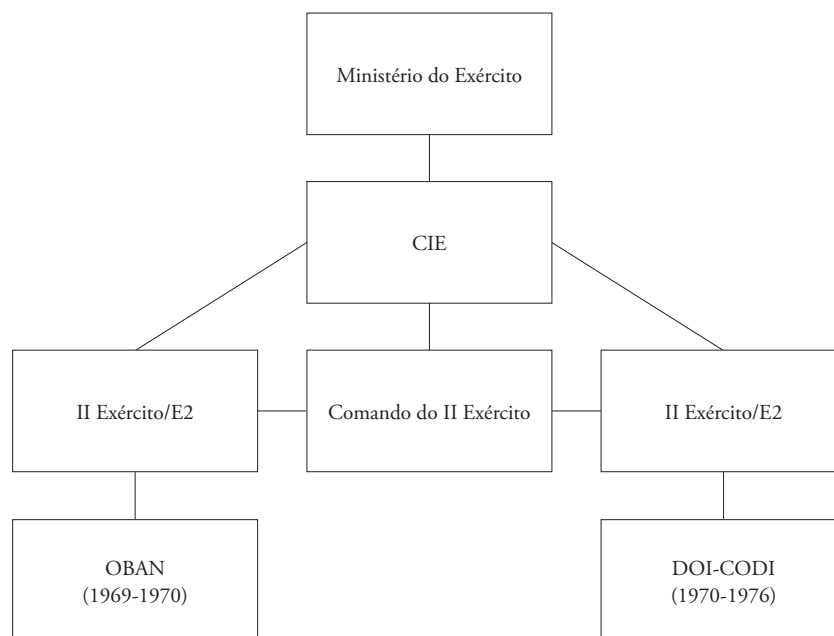 Ministério do Exército
CIE
II Exército/E2
Comando do II Exército
II Exército/E2
OBAN
(1969-1970)
DOI-CODI
(1970-1976)